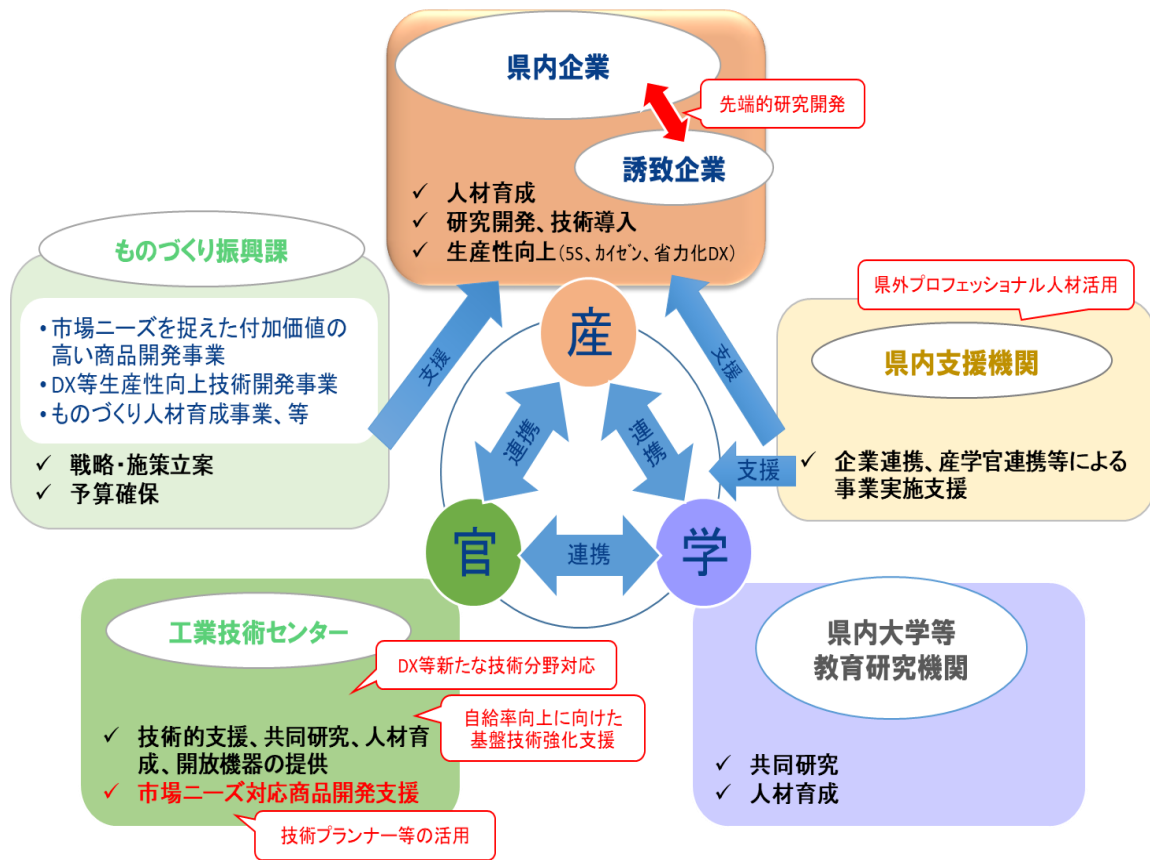 県内企業
先端的研究開発
誘致企業
✓ 人材育成
✓ 研究開発、技術導入
✓ 生産性向上(5S、ｶｲｾﾞﾝ、省力化DX)
ものづくり振興課
・市場ニーズを捉えた付加価値の
高い商品開発事業
・DX等生産性向上技術開発事業
・ものづくり人材育成事業、等
✓ 戦略・施策立案
✓ 予算確保
支援
産
支援
県外プロフェッショナル人材活用
県内支援機関
✓ 企業連携、産学官連携等による
事業実施支援
支援
連携
連携
官
連携
学
工業技術センター
DX等新たな技術分野対応
自給率向上に向けた
基盤技術強化支援
✓ 技術的支援、共同研究、人材育
成、開放機器の提供
✓ 市場ニーズ対応商品開発支援
技術プランナー等の活用
県内大学等
教育研究機関
✓ 共同研究
✓ 人材育成